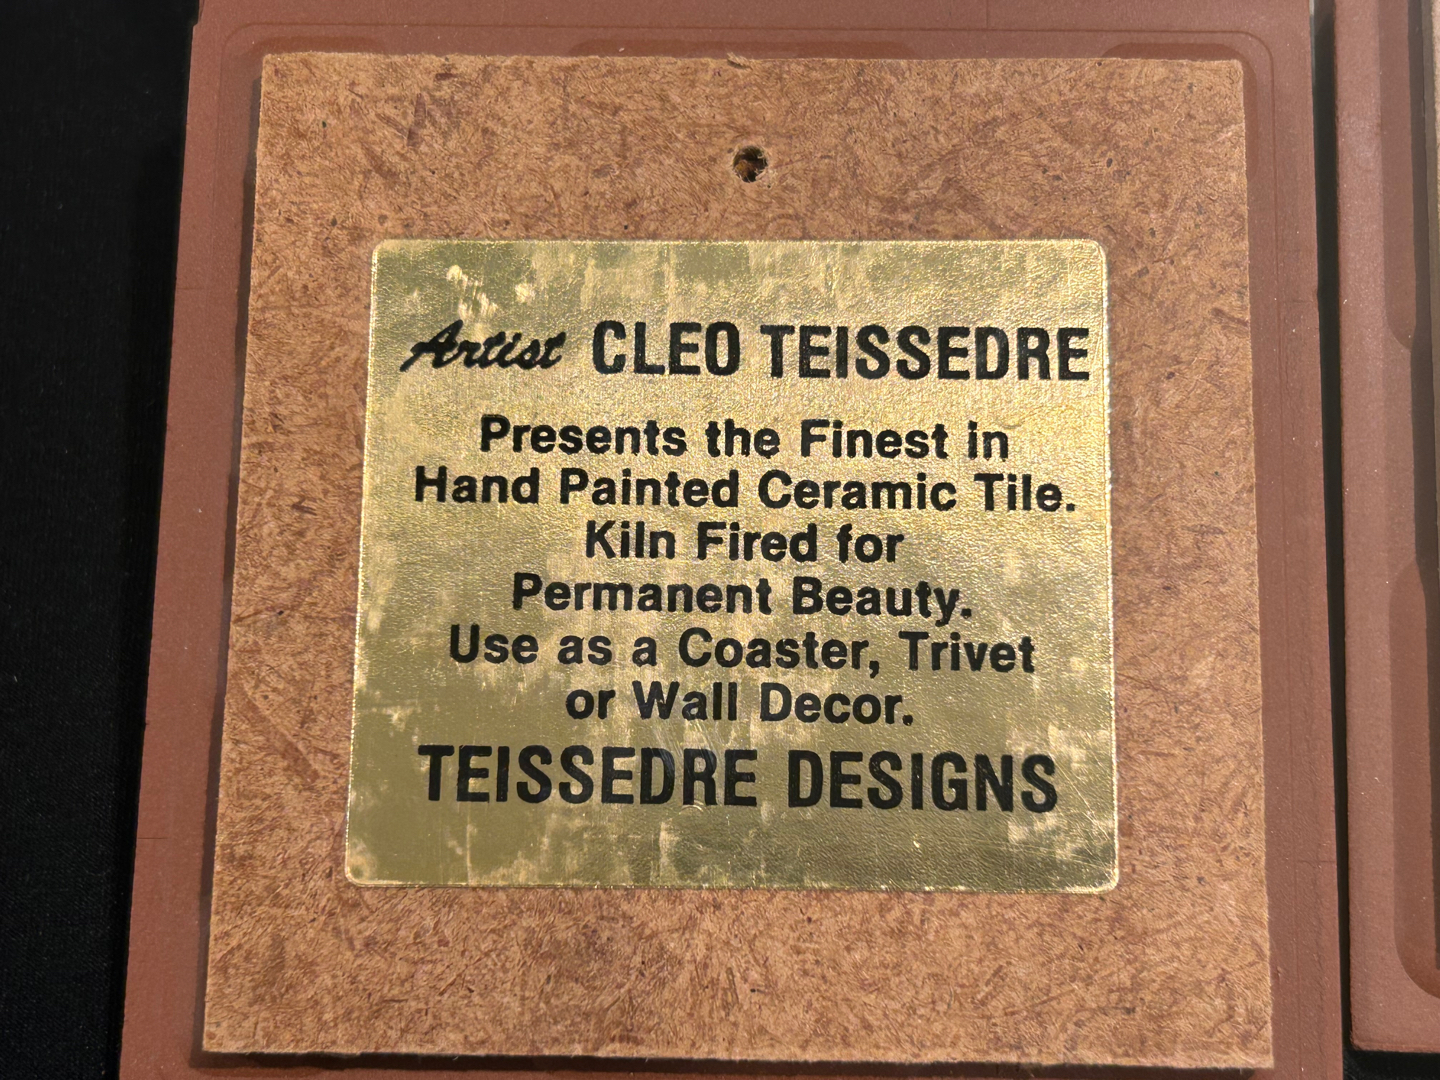 Artist CLEO TEISSEDRE
Presents the Finest in
Hand Painted Ceramic Tile.
Kiln Fired for
Permanent Beauty.
Use as a Coaster, Trivet
or Wall Decor.
TEISSEDRE DESIGNS